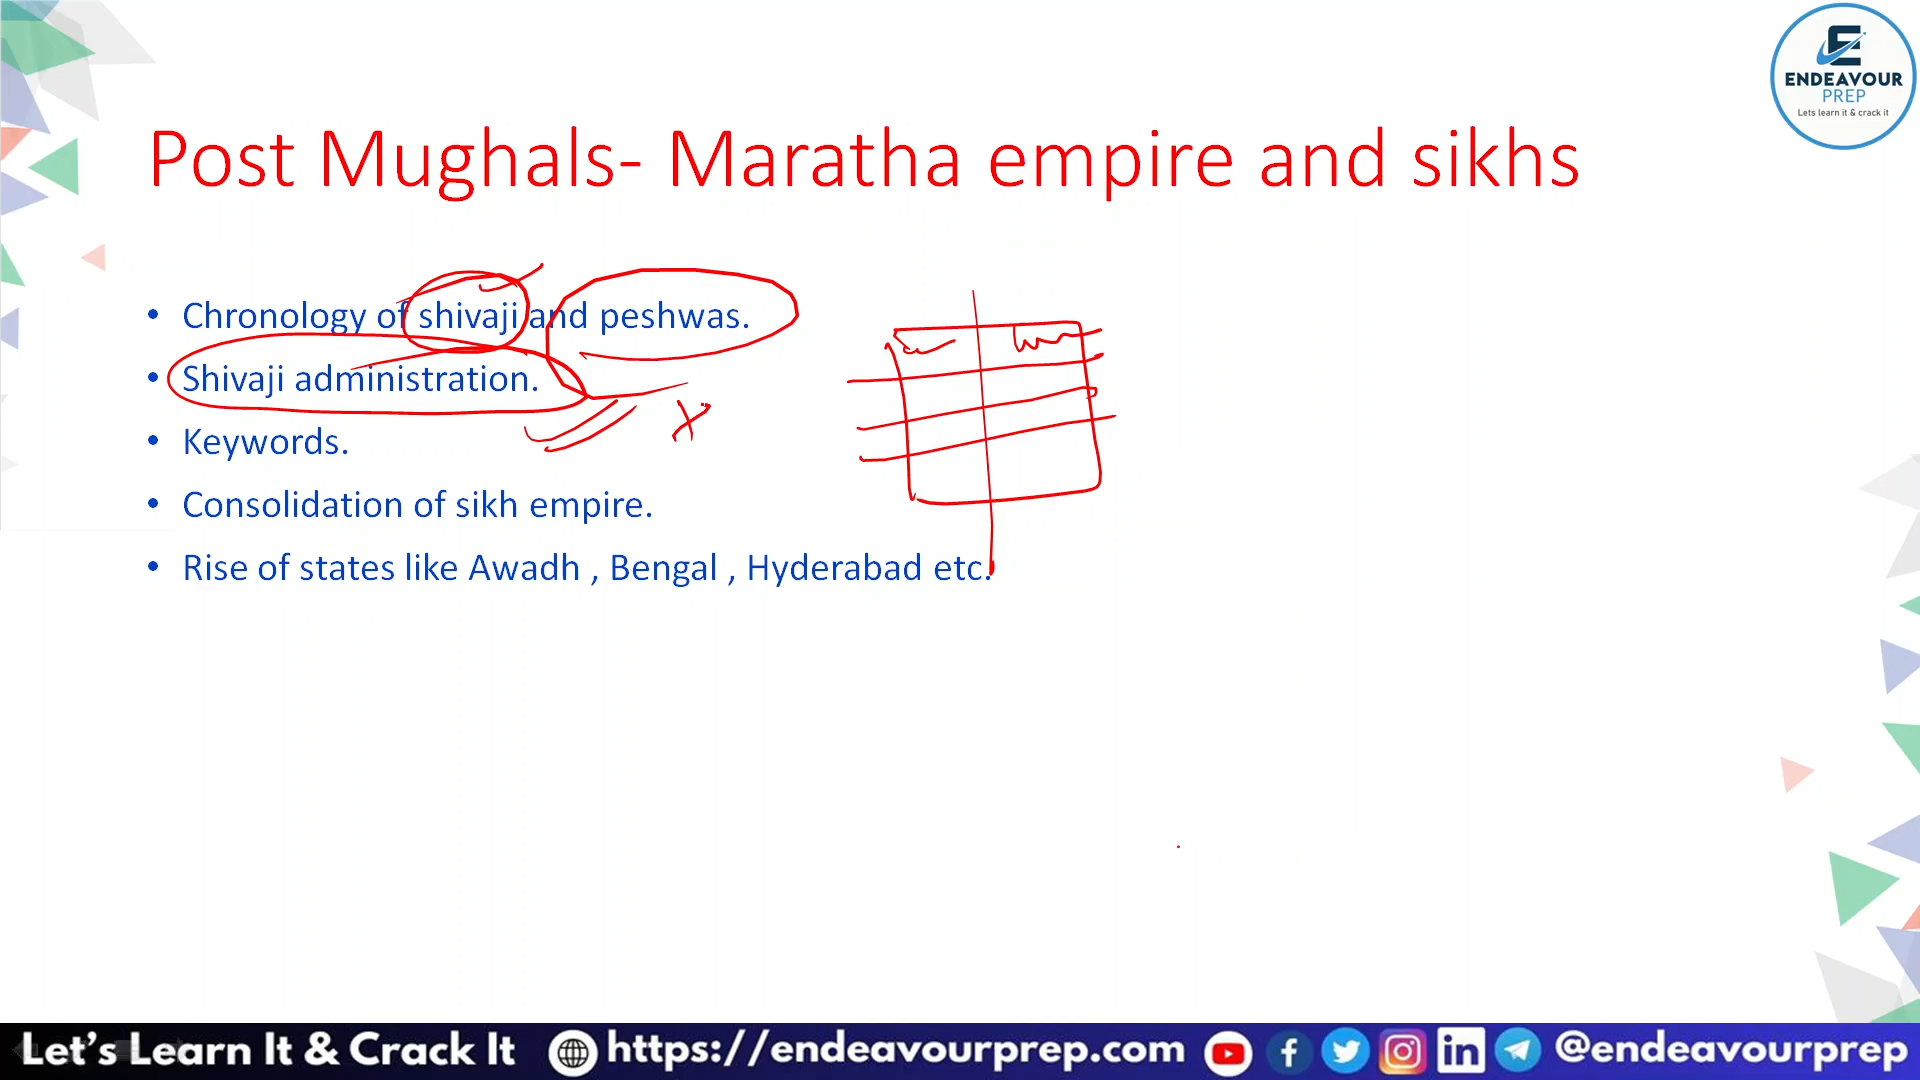 ENDEAVOUR
PREP
Lets learn it & crack it
Post Mughals- Maratha empire and sikhs
• Chronology of shivaji and peshwas.
• Shivaji administration.
• Keywords.
• Consolidation of sikh empire.
• Rise of states like Awadh , Bengal , Hyderabad etc.
Let's Learn It & Crack It https://endeavourprep.com @endeavourprep